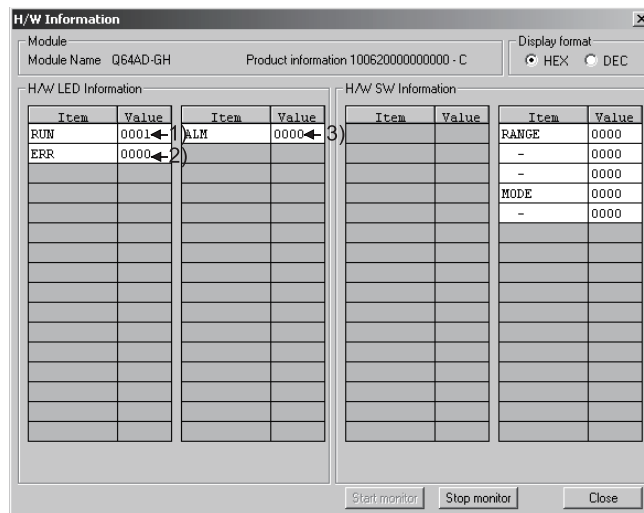 H/W Information
Module
Module Name Q64AD-GH Product information 100620000000000 - C
Display format
HEX DEC
H/W LED Information
Item Value Item Value
RUN 0001 1) ALM 0000 3)
ERR 0000 2)
H/W SW Information
Item Value Item Value
RANGE 0000
- 0000
- 0000
MODE 0000
- 0000
Start monitor Stop monitor Close